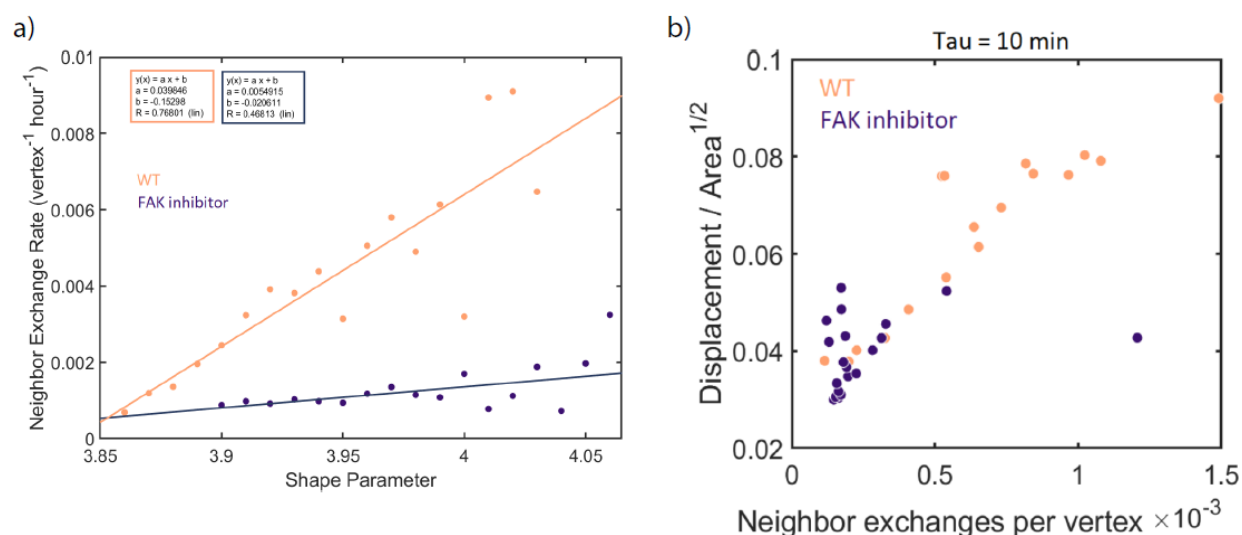 a)
Neighbor Exchange Rate (vertex⁻¹ hour⁻¹)
0.01
0.008
0.006
0.004
0.002
0
y(x) = a x + b
a = 0.039846
b = -0.15298
R = 0.76801 (lin)
y(x) = a x + b
a = 0.0054915
b = -0.020611
R = 0.46813 (lin)
WT
FAK inhibitor
3.85
3.9
3.95
4
4.05
Shape Parameter
b)
Tau = 10 min
Displacement / Area^1/2
0.1
0.08
0.06
0.04
0.02
WT
FAK inhibitor
0
0.5
1
1.5
Neighbor exchanges per vertex ×10⁻³